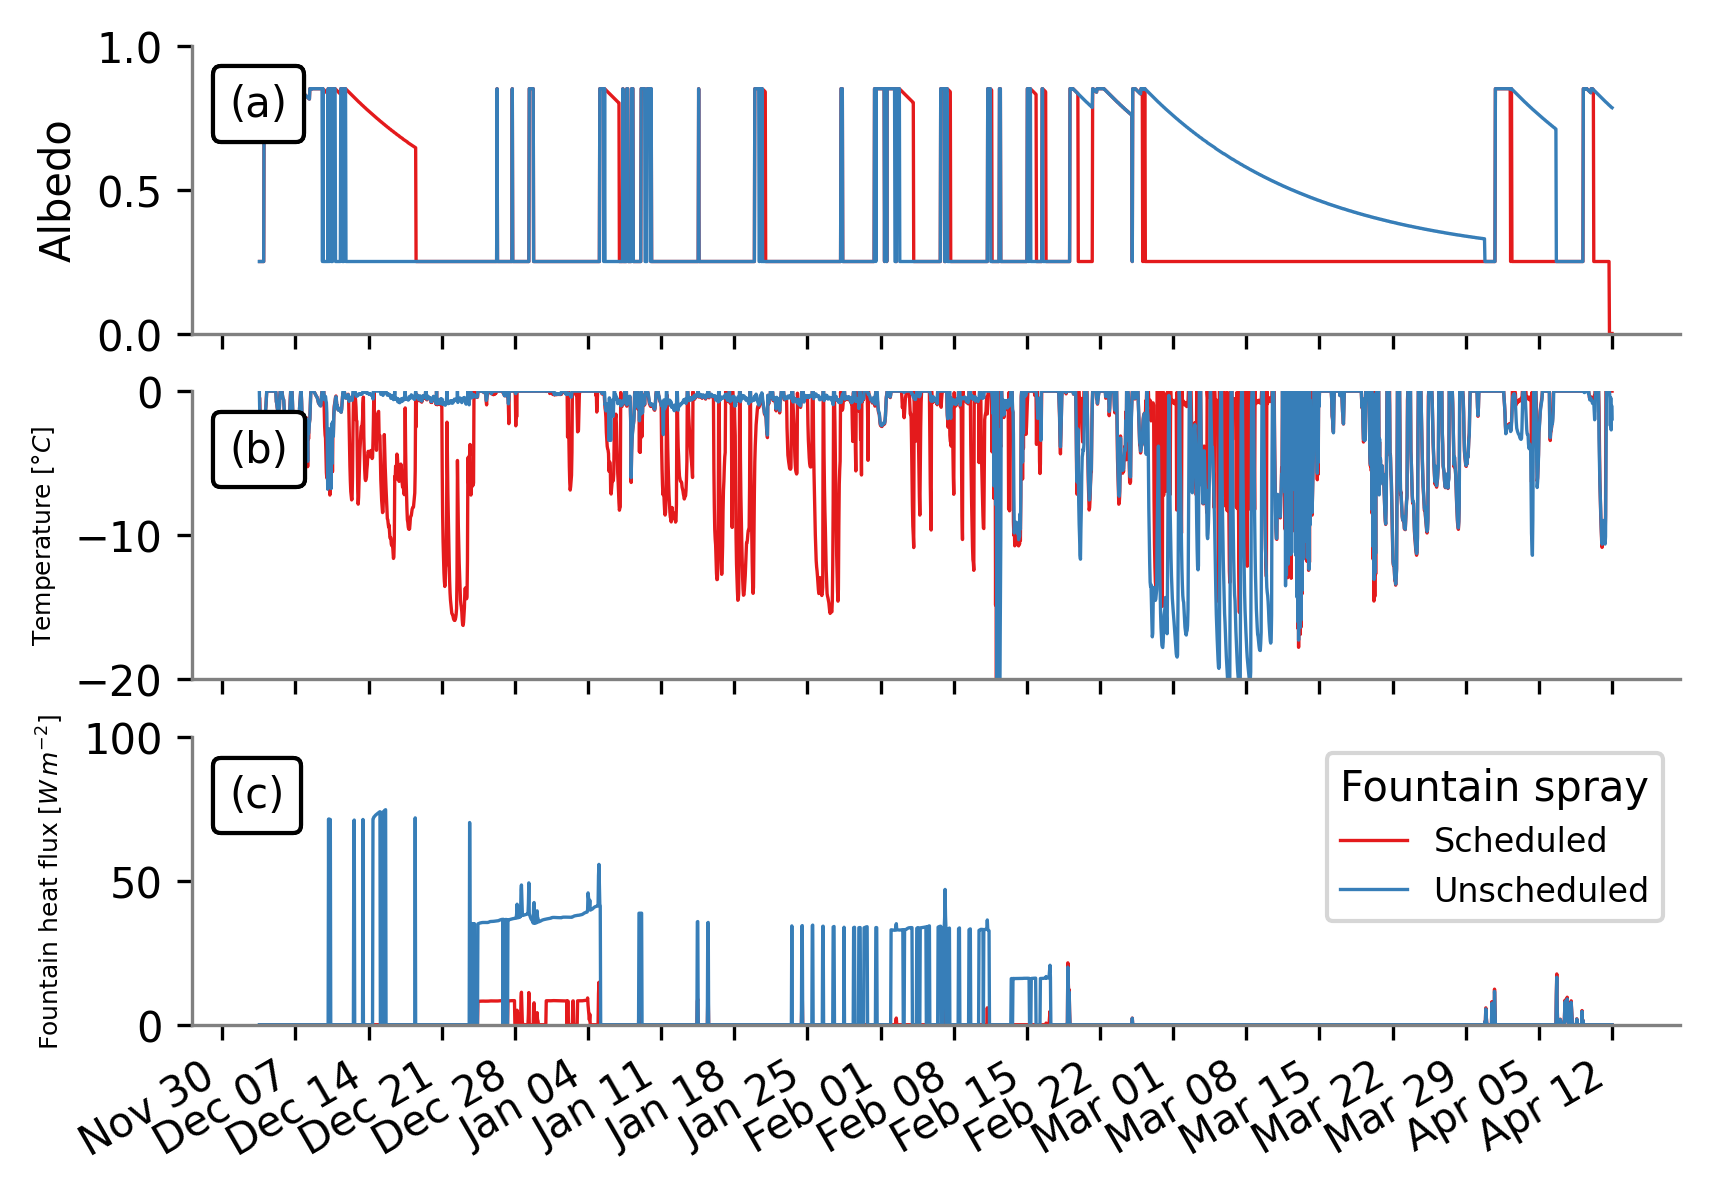 Albedo
1.0
0.5
0.0
(a)
Temperature [°C]
0
−10
−20
(b)
Fountain heat flux [W m−2]
100
50
0
(c)
Fountain spray
Scheduled
Unscheduled
Nov 30
Dec 07
Dec 14
Dec 21
Dec 28
Jan 04
Jan 11
Jan 18
Jan 25
Feb 01
Feb 08
Feb 15
Feb 22
Mar 01
Mar 08
Mar 15
Mar 22
Mar 29
Apr 05
Apr 12